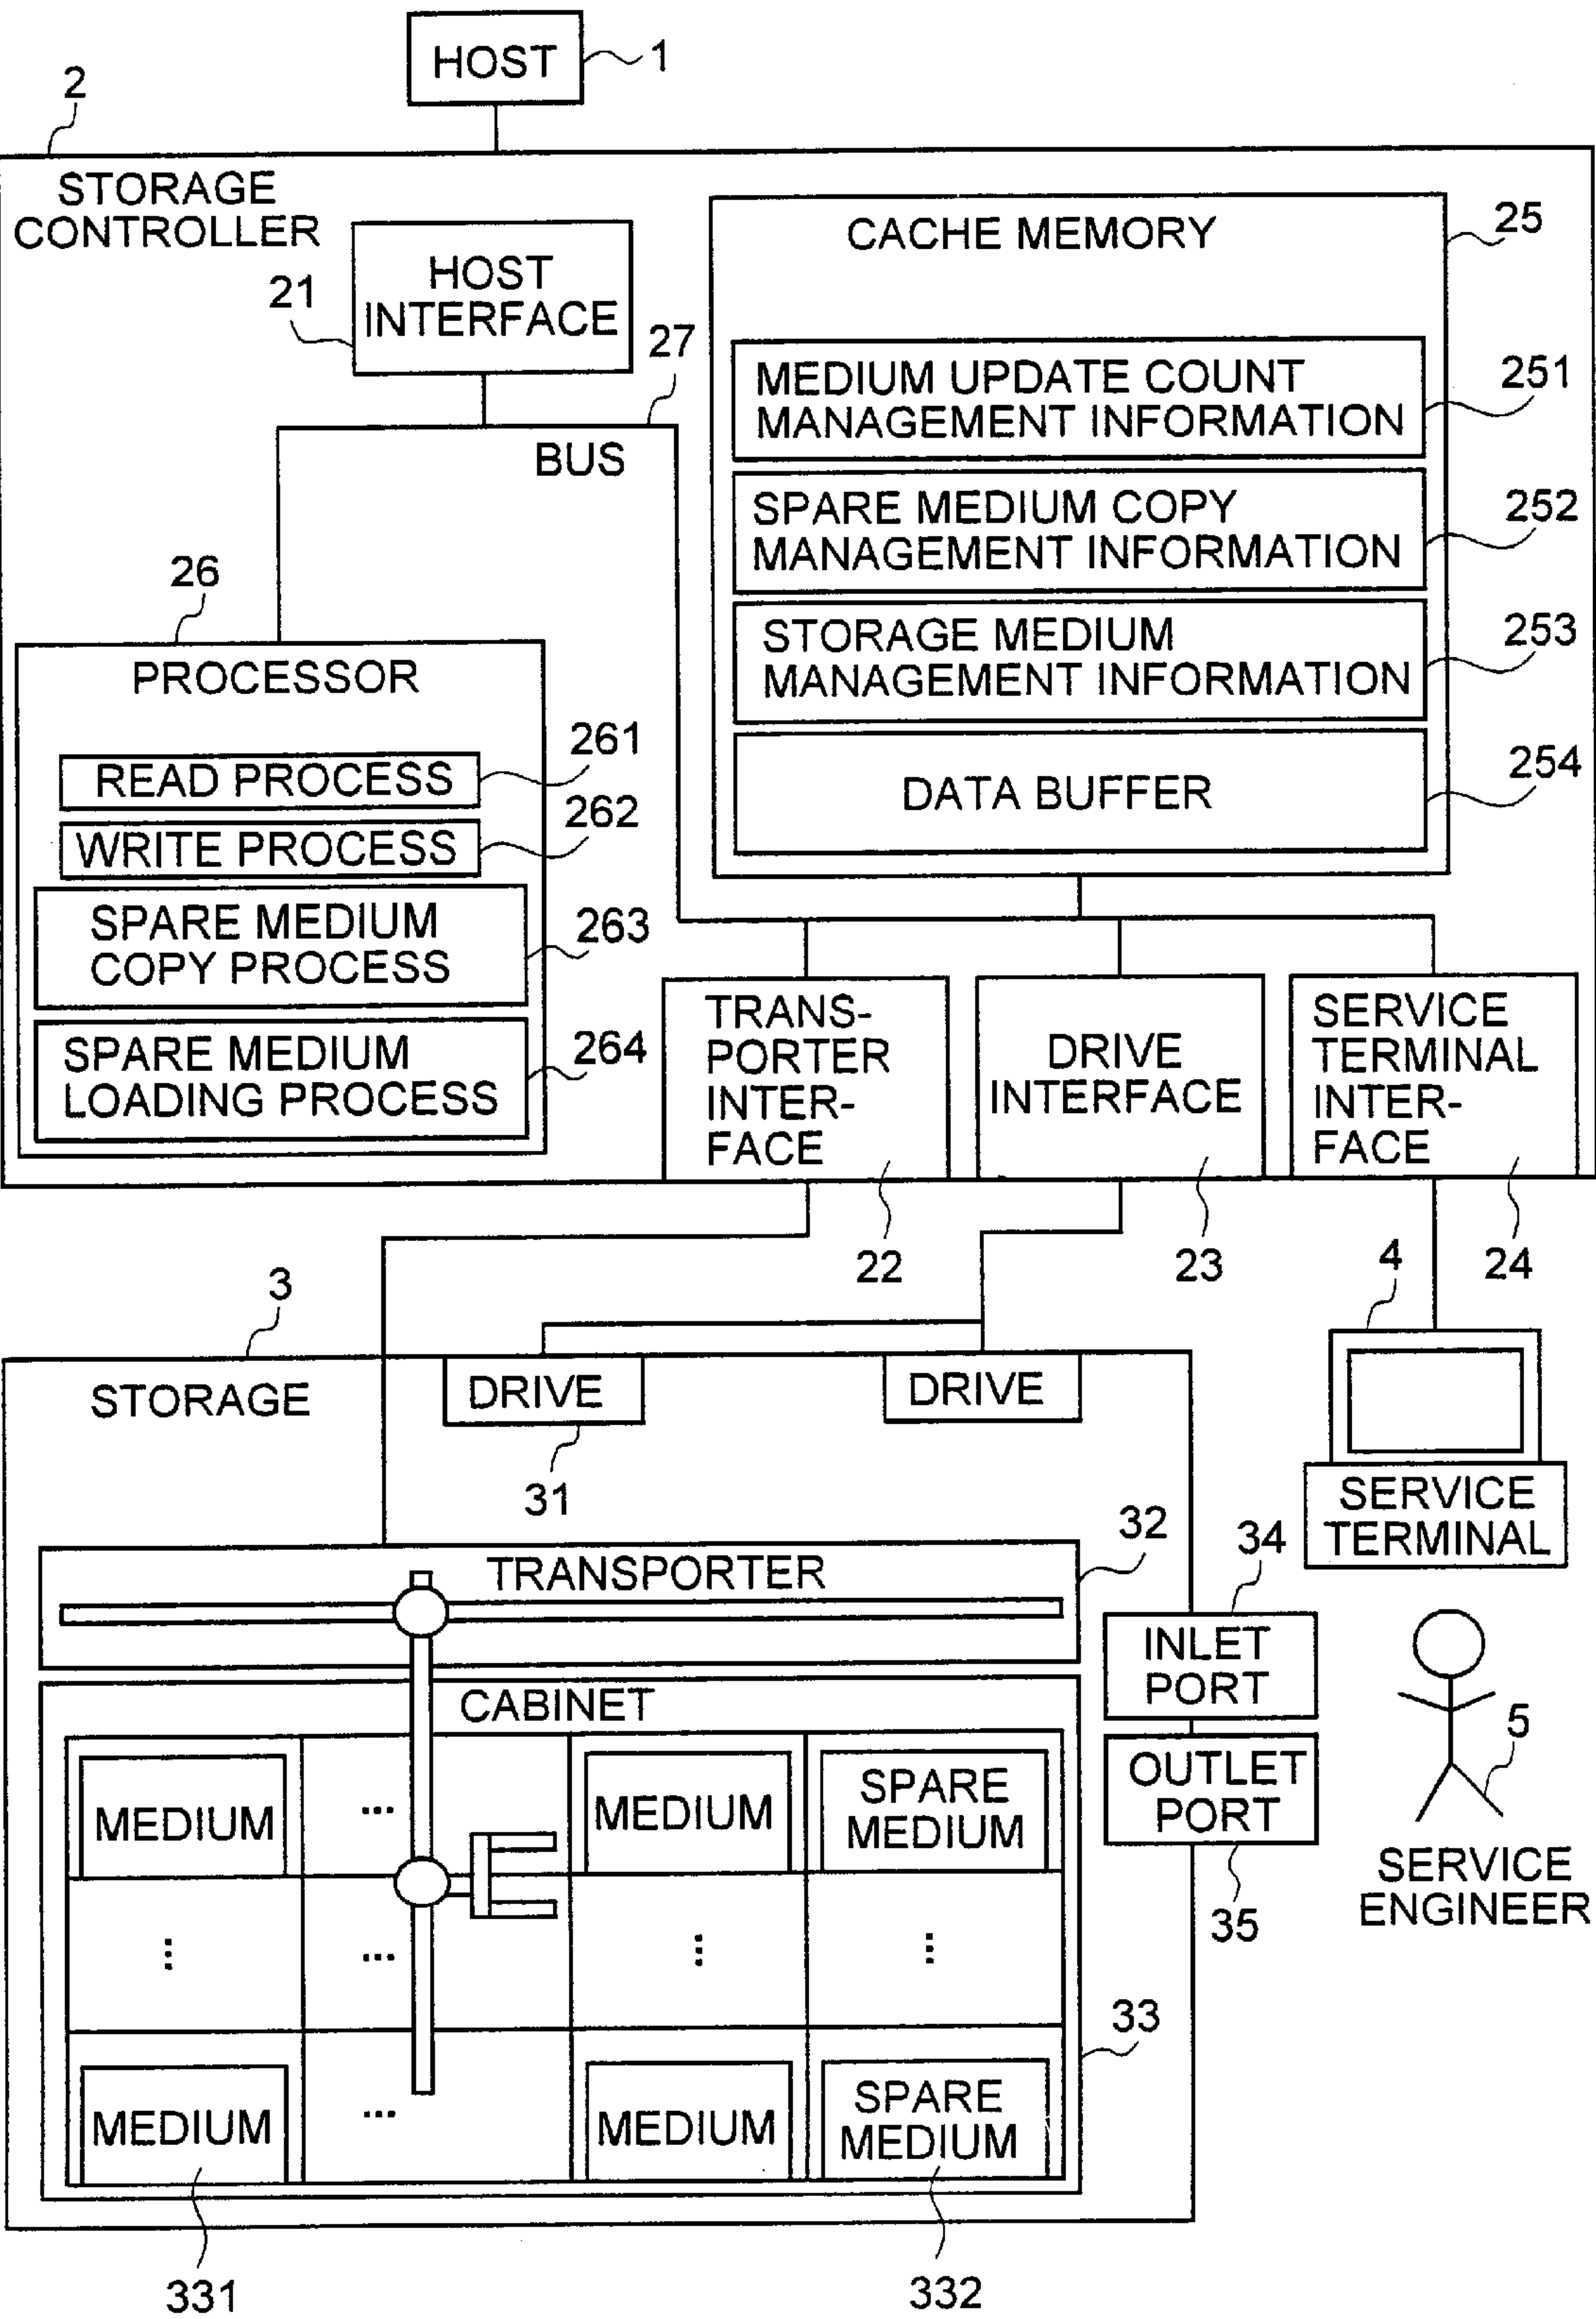 HOST
1
2
STORAGE
CONTROLLER
HOST
INTERFACE
21
27
BUS
CACHE MEMORY
25
MEDIUM UPDATE COUNT
MANAGEMENT INFORMATION
251
SPARE MEDIUM COPY
MANAGEMENT INFORMATION
252
STORAGE MEDIUM
MANAGEMENT INFORMATION
253
DATA BUFFER
254
26
PROCESSOR
READ PROCESS
261
WRITE PROCESS
262
SPARE MEDIUM
COPY PROCESS
263
SPARE MEDIUM
LOADING PROCESS
264
TRANS-
PORTER
INTER-
FACE
22
DRIVE
INTERFACE
23
SERVICE
TERMINAL
INTER-
FACE
24
3
STORAGE
DRIVE
31
DRIVE
4
SERVICE
TERMINAL
TRANSPORTER
32
34
INLET
PORT
OUTLET
PORT
35
5
SERVICE
ENGINEER
CABINET
33
MEDIUM
...
MEDIUM
SPARE
MEDIUM
...
...
...
...
MEDIUM
...
MEDIUM
SPARE
MEDIUM
331
332